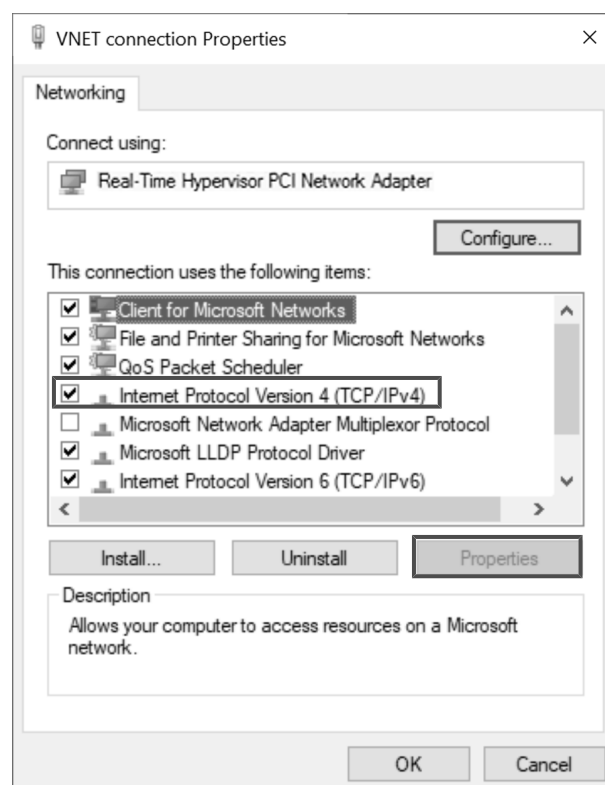 VNET connection Properties
Networking
Connect using:
Real-Time Hypervisor PCI Network Adapter
Configure...
This connection uses the following items:
Client for Microsoft Networks
File and Printer Sharing for Microsoft Networks
QoS Packet Scheduler
Internet Protocol Version 4 (TCP/IPv4)
Microsoft Network Adapter Multiplexor Protocol
Microsoft LLDP Protocol Driver
Internet Protocol Version 6 (TCP/IPv6)
Install... Uninstall Properties
Description
Allows your computer to access resources on a Microsoft
network.
OK Cancel